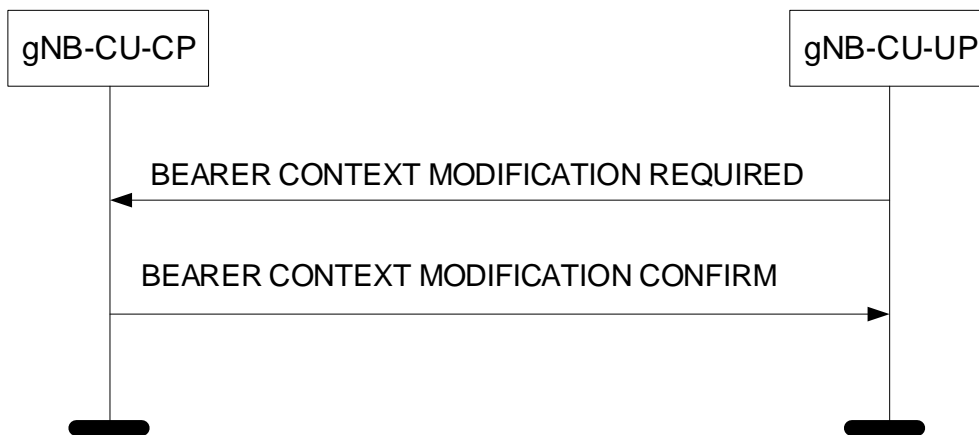 gNB-CU-CP
gNB-CU-UP
BEARER CONTEXT MODIFICATION REQUIRED
BEARER CONTEXT MODIFICATION CONFIRM